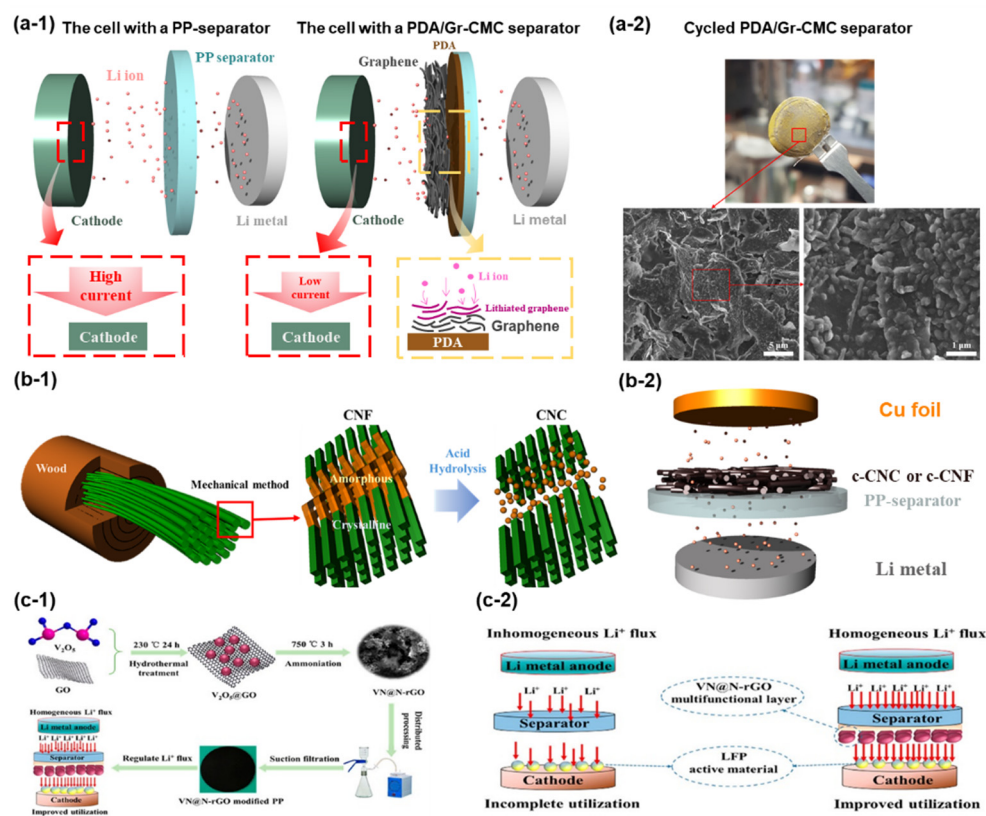 (a-1)
The cell with a PP-separator
The cell with a PDA/Gr-CMC separator
Li ion
PP separator
Cathode
Li metal
High
current
Cathode
PDA
Graphene
Cathode
Li metal
Low
current
Cathode
Li ion
Lithiated graphene
Graphene
PDA
(a-2)
Cycled PDA/Gr-CMC separator
5 μm
1 μm
(b-1)
Wood
Mechanical method
CNF
Amorphous
Crystalline
Acid
Hydrolysis
CNC
(b-2)
Cu foil
c-CNC or c-CNF
PP-separator
Li metal
(c-1)
V₂O₅
GO
230 ℃ 24 h
Hydrothermal
treatment
V₂O₅@GO
750 ℃ 3 h
Ammoniation
VN@N-rGO
Distributed
processing
Suction filtration
VN@N-rGO modified PP
Regulate Li⁺ flux
Homogeneous Li⁺ flux
Li metal anode
Li⁺ Li⁺ Li⁺ Li⁺ Li⁺
Separator
Cathode
Improved utilization
(c-2)
Inhomogeneous Li⁺ flux
Li metal anode
Li⁺ Li⁺ Li⁺
Separator
Cathode
Incomplete utilization
VN@N-rGO
multifunctional layer
LFP
active material
Homogeneous Li⁺ flux
Li metal anode
Li⁺ Li⁺ Li⁺ Li⁺ Li⁺
Separator
Cathode
Improved utilization